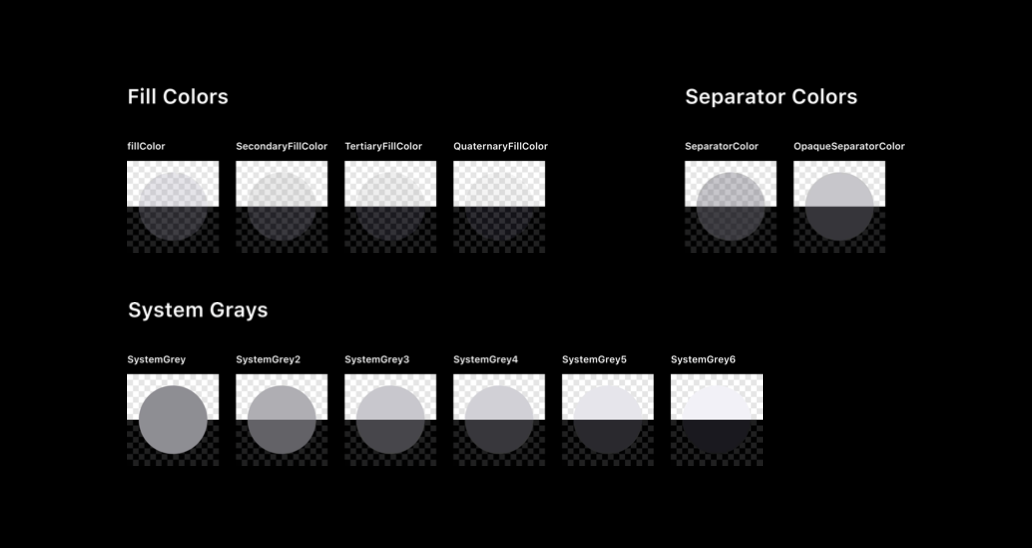 Fill Colors
Separator Colors
fillColor
SecondaryFillColor
TertiaryFillColor
QuaternaryFillColor
SeparatorColor
OpaqueSeparatorColor
System Grays
SystemGrey
SystemGrey2
SystemGrey3
SystemGrey4
SystemGrey5
SystemGrey6